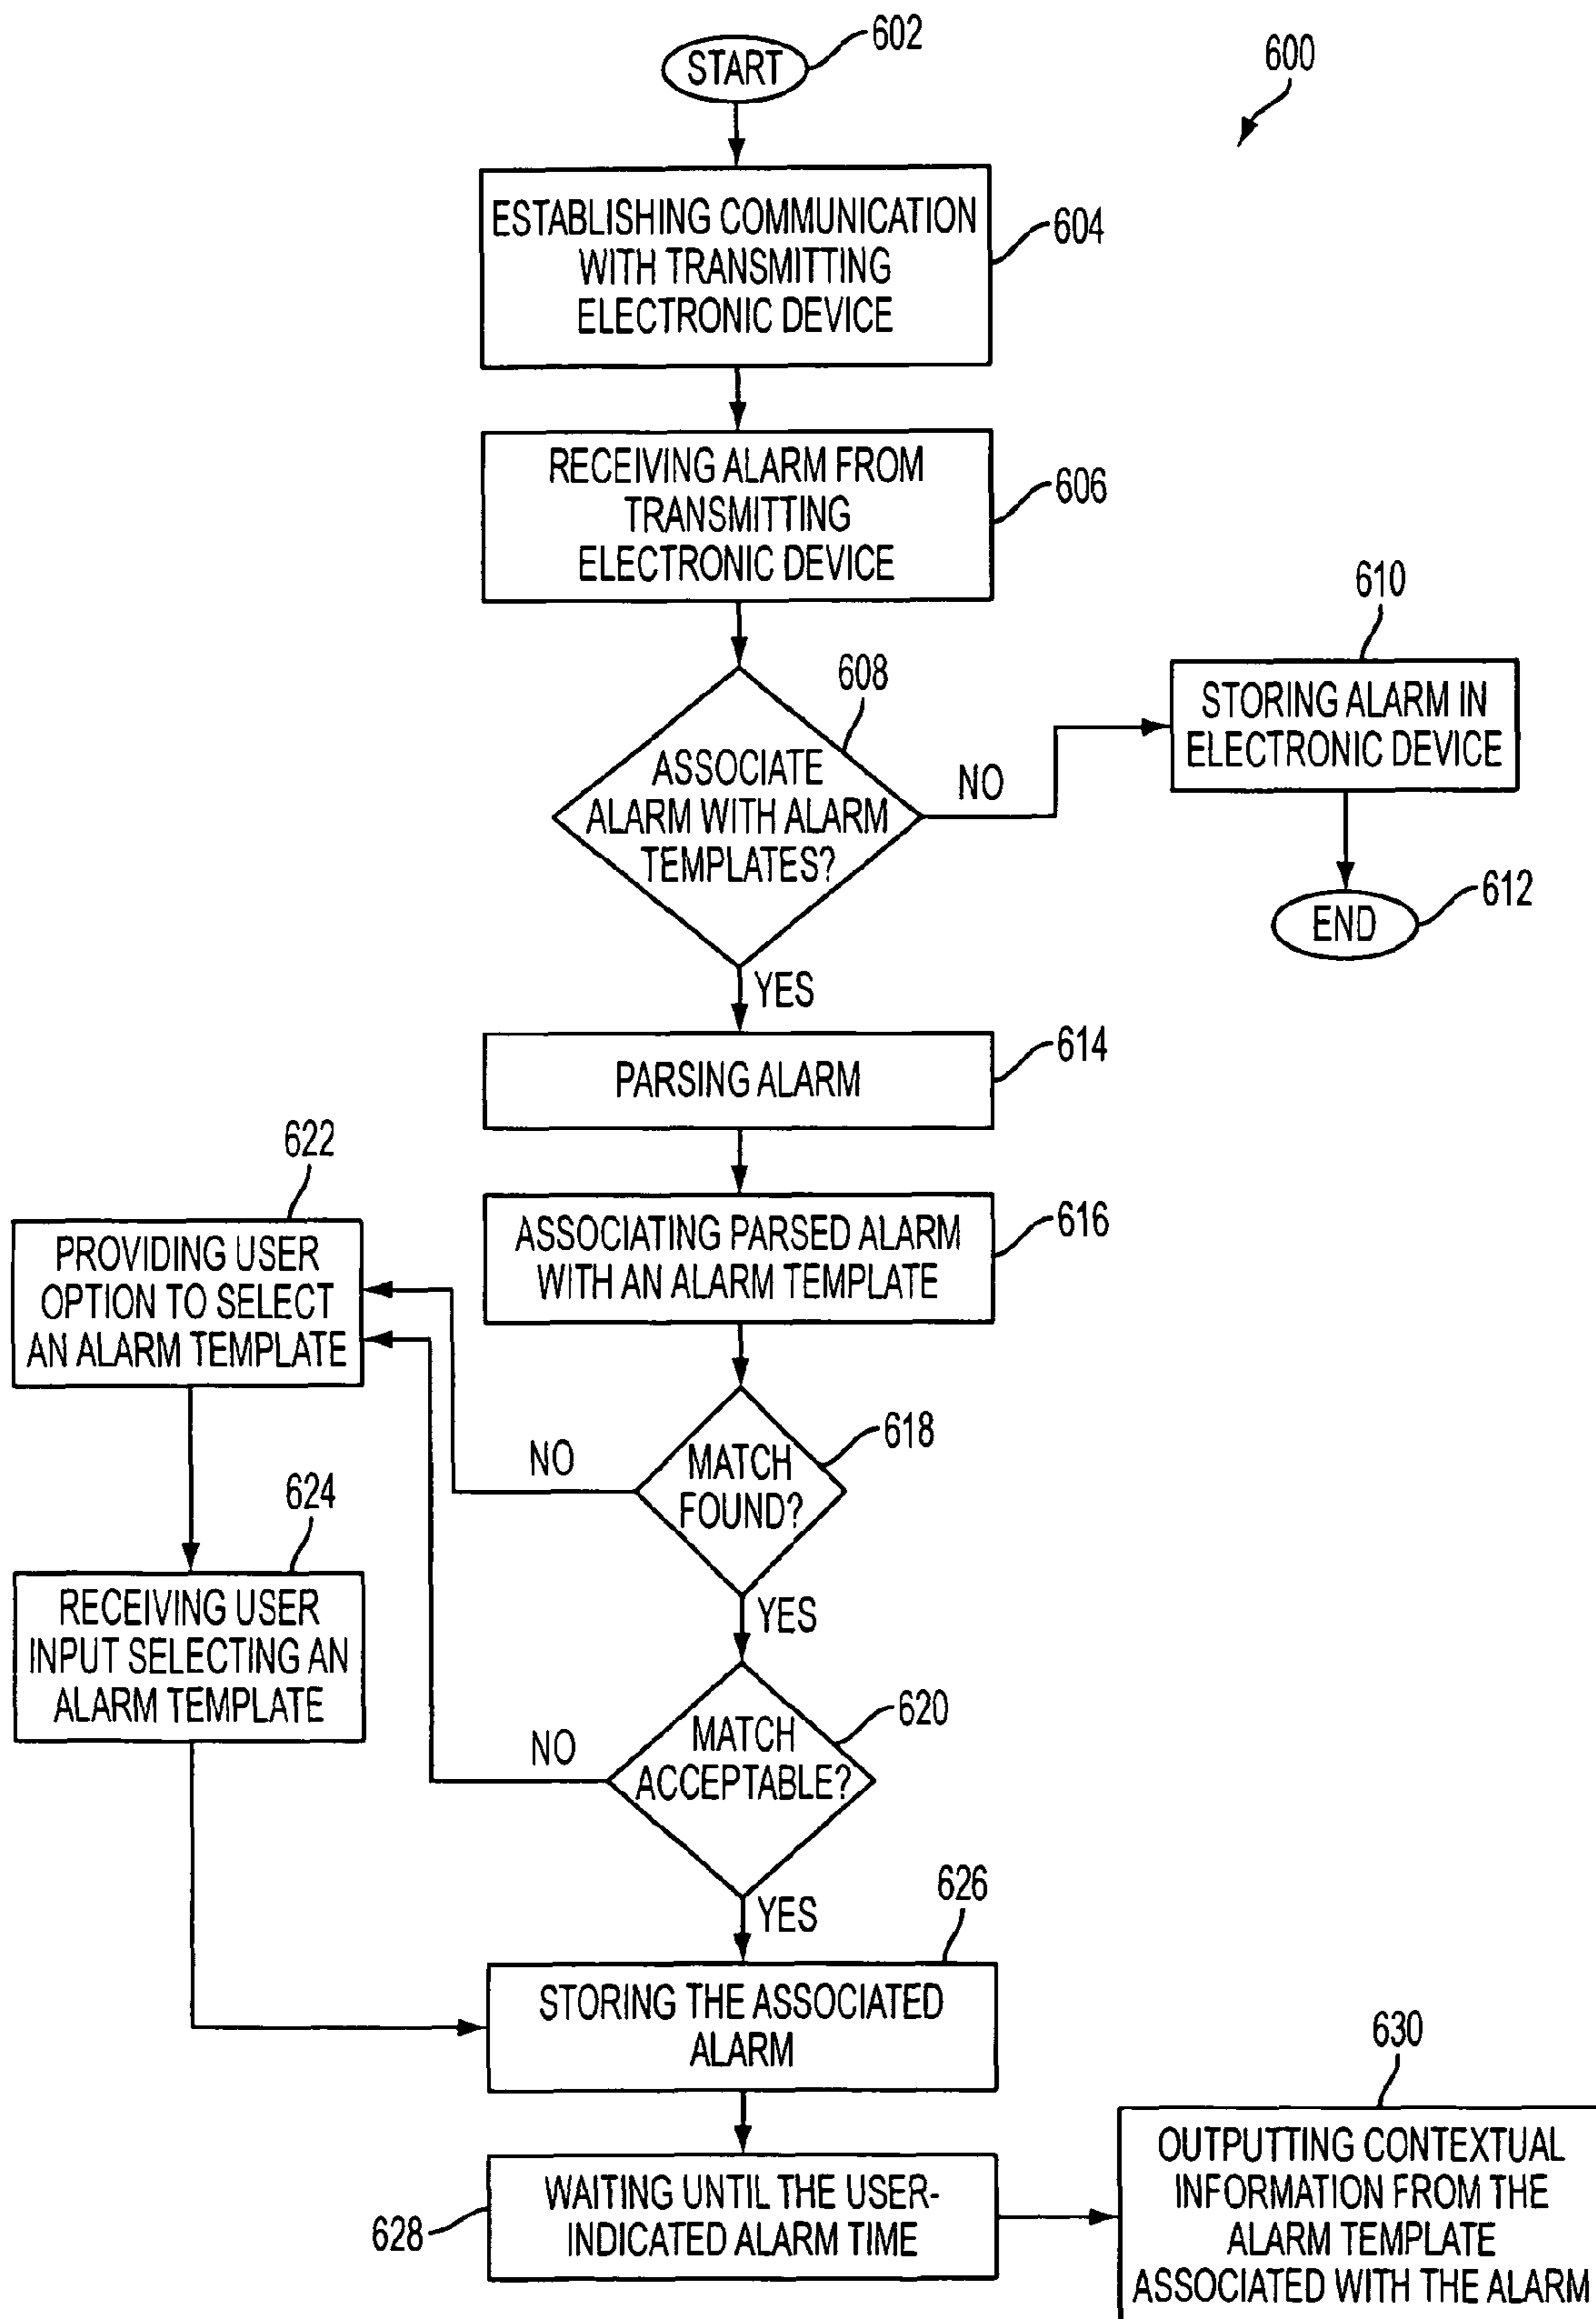 START
602
600
ESTABLISHING COMMUNICATION
WITH TRANSMITTING
ELECTRONIC DEVICE
604
RECEIVING ALARM FROM
TRANSMITTING
ELECTRONIC DEVICE
606
608
ASSOCIATE
ALARM WITH ALARM
TEMPLATES?
NO
610
STORING ALARM IN
ELECTRONIC DEVICE
END
612
YES
PARSING ALARM
614
ASSOCIATING PARSED ALARM
WITH AN ALARM TEMPLATE
616
622
PROVIDING USER
OPTION TO SELECT
AN ALARM TEMPLATE
MATCH
FOUND?
618
NO
YES
624
RECEIVING USER
INPUT SELECTING AN
ALARM TEMPLATE
MATCH
ACCEPTABLE?
620
NO
YES
626
STORING THE ASSOCIATED
ALARM
WAITING UNTIL THE USER-
INDICATED ALARM TIME
628
630
OUTPUTTING CONTEXTUAL
INFORMATION FROM THE
ALARM TEMPLATE
ASSOCIATED WITH THE ALARM